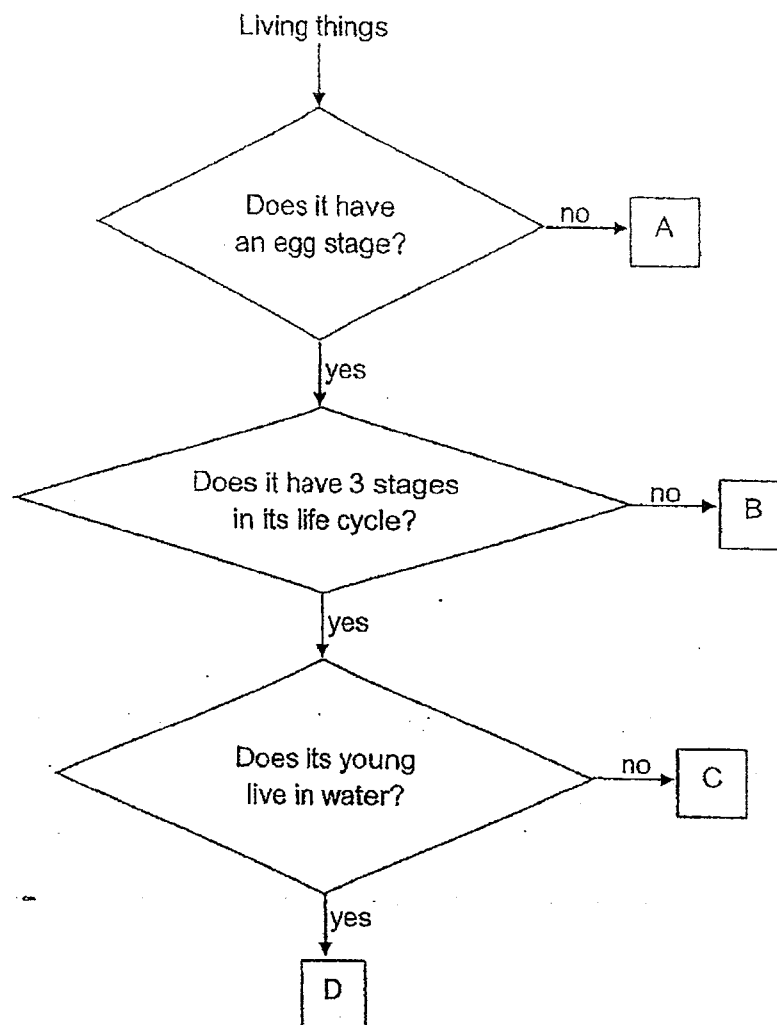 Living things
Does it have
an egg stage?
no
A
yes
Does it have 3 stages
in its life cycle?
no
B
yes
Does its young
live in water?
no
C
yes
D